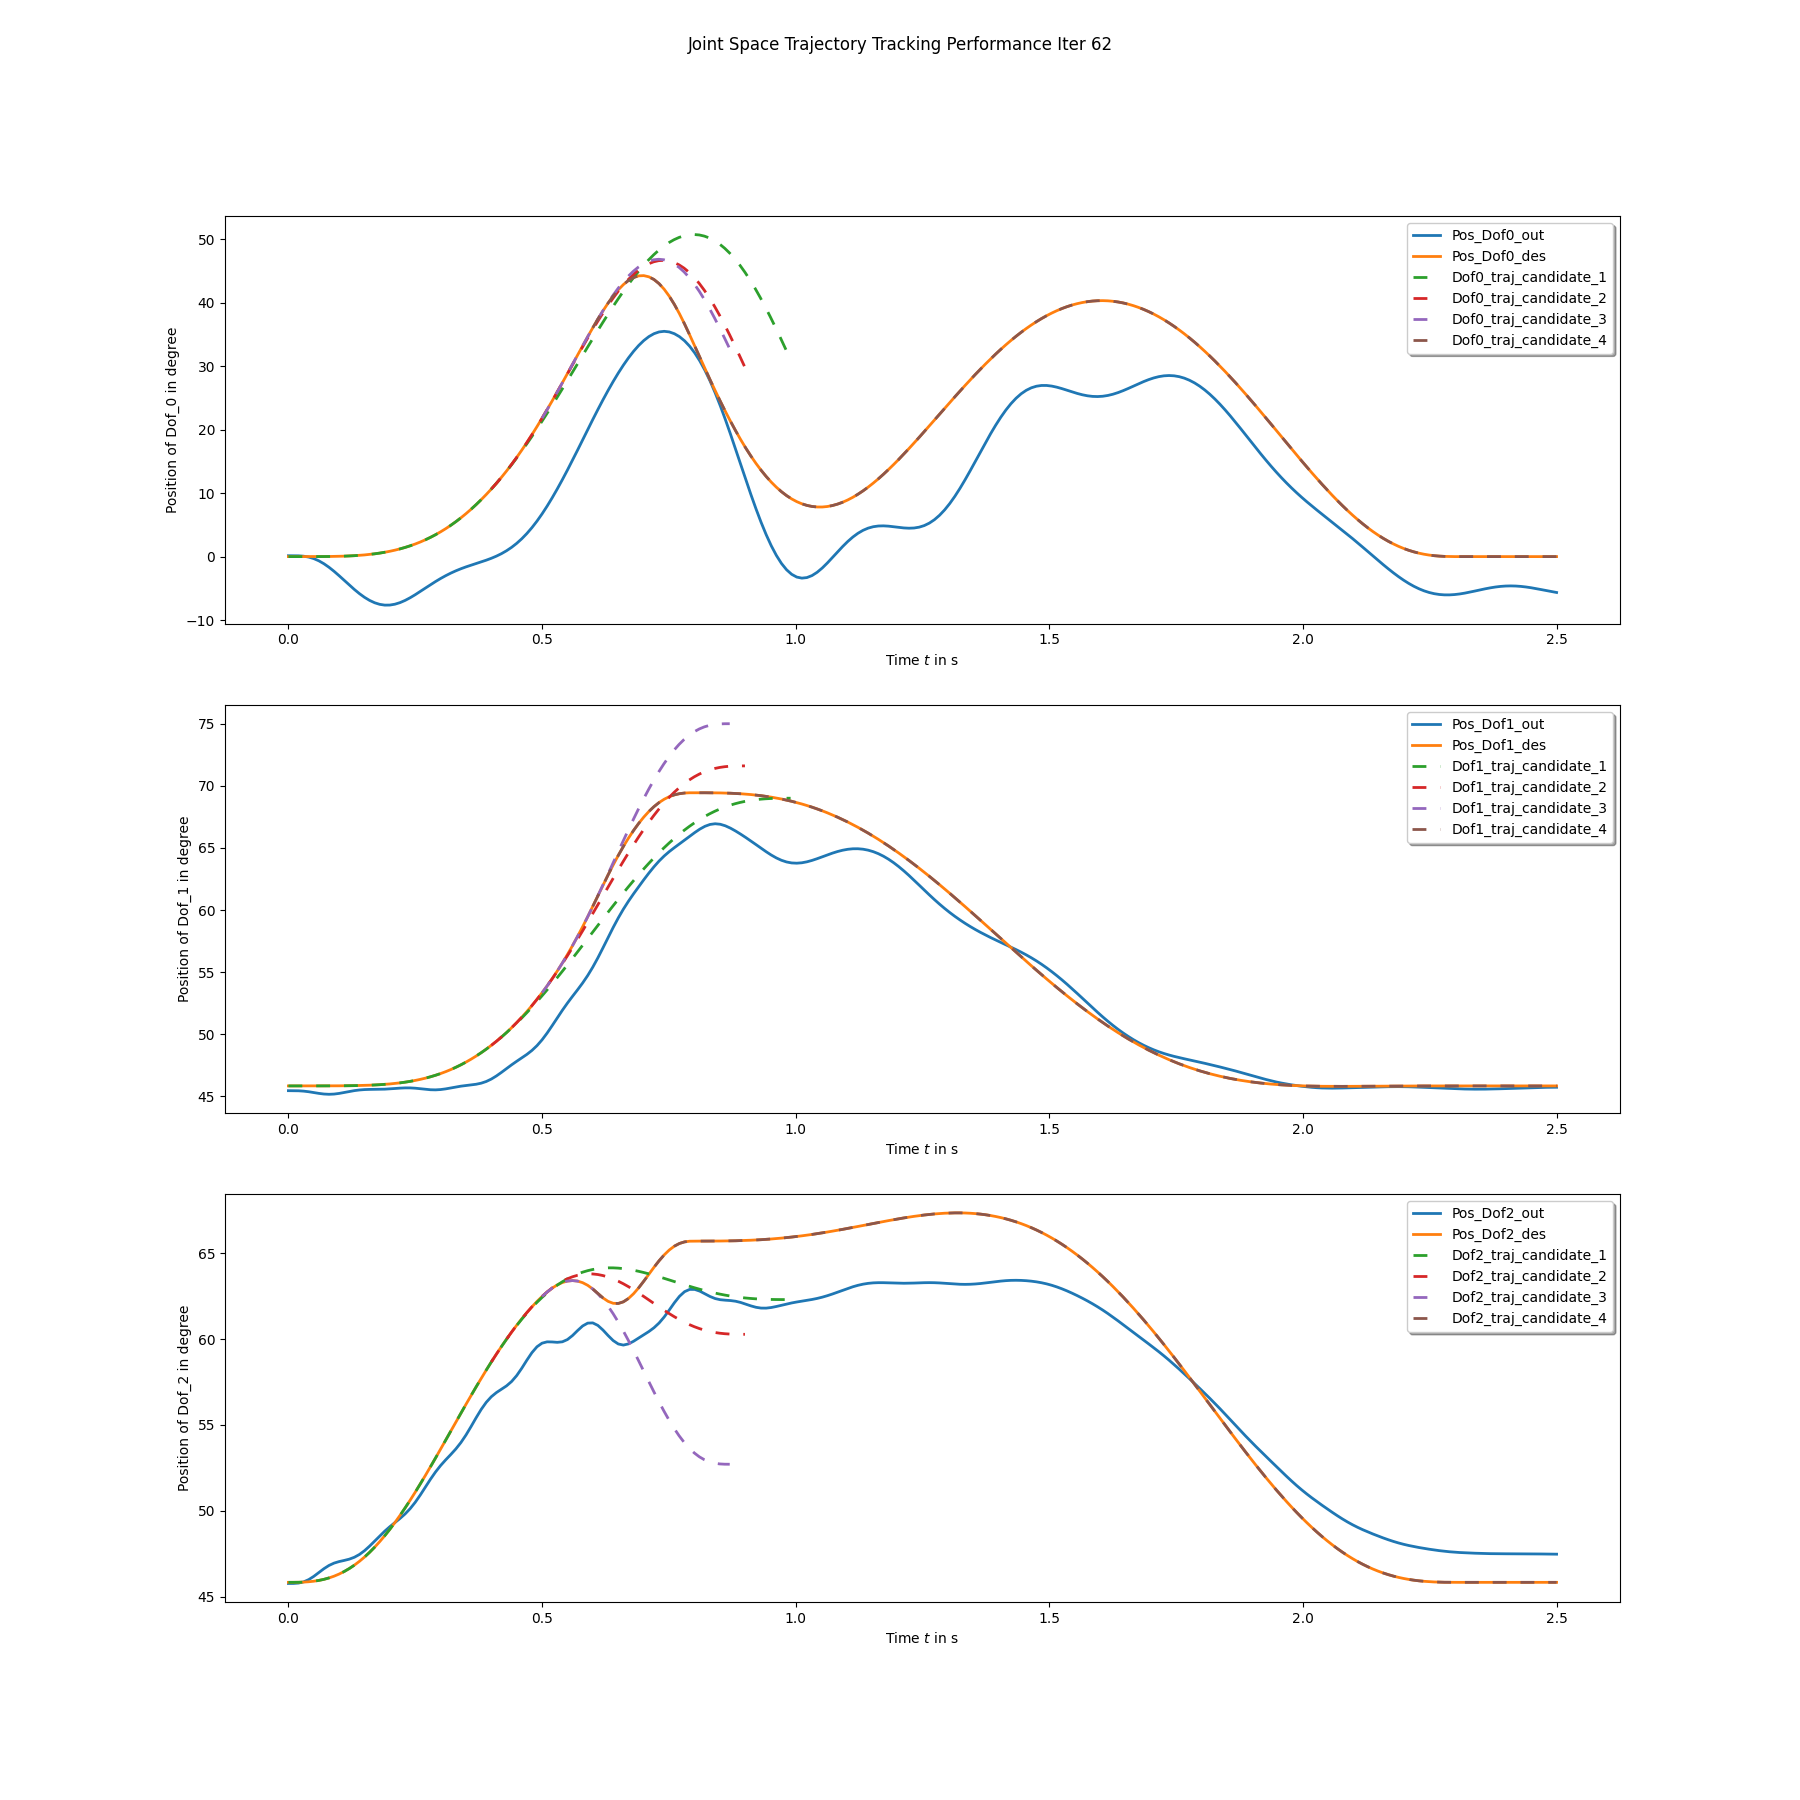 Joint Space Trajectory Tracking Performance Iter 62
Position of Dof_0 in degree
50
40
30
20
10
0
−10
0.0 0.5 1.0 1.5 2.0 2.5
Time t in s
Pos_Dof0_out
Pos_Dof0_des
Dof0_traj_candidate_1
Dof0_traj_candidate_2
Dof0_traj_candidate_3
Dof0_traj_candidate_4
Position of Dof_1 in degree
75
70
65
60
55
50
45
0.0 0.5 1.0 1.5 2.0 2.5
Time t in s
Pos_Dof1_out
Pos_Dof1_des
Dof1_traj_candidate_1
Dof1_traj_candidate_2
Dof1_traj_candidate_3
Dof1_traj_candidate_4
Position of Dof_2 in degree
65
60
55
50
45
0.0 0.5 1.0 1.5 2.0 2.5
Time t in s
Pos_Dof2_out
Pos_Dof2_des
Dof2_traj_candidate_1
Dof2_traj_candidate_2
Dof2_traj_candidate_3
Dof2_traj_candidate_4